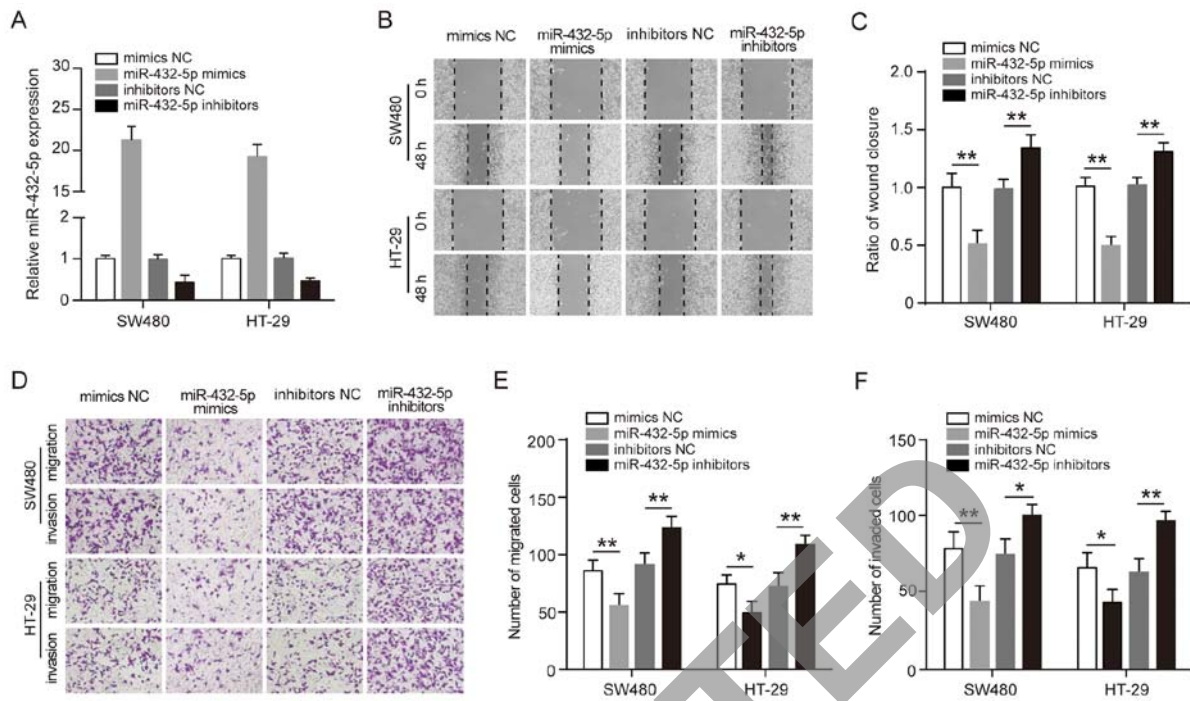 A
mimics NC
miR-432-5p mimics
inhibitors NC
miR-432-5p inhibitors
Relative miR-432-5p expression
30
25
20
15
2
1
0
SW480
HT-29
B
mimics NC
miR-432-5p
mimics
inhibitors NC
miR-432-5p
inhibitors
SW480
0 h
48 h
HT-29
0 h
48 h
C
mimics NC
miR-432-5p mimics
inhibitors NC
miR-432-5p inhibitors
Ratio of wound closure
2.0
1.5
1.0
0.5
0
**
**
**
**
SW480
HT-29
D
mimics NC
miR-432-5p
mimics
inhibitors NC
miR-432-5p
inhibitors
SW480
migration
invasion
HT-29
migration
invasion
E
mimics NC
miR-432-5p mimics
inhibitors NC
miR-432-5p inhibitors
Number of migrated cells
200
150
100
50
0
**
**
*
**
SW480
HT-29
F
mimics NC
miR-432-5p mimics
inhibitors NC
miR-432-5p inhibitors
Number of invaded cells
150
100
50
0
**
*
*
**
SW480
HT-29
TED